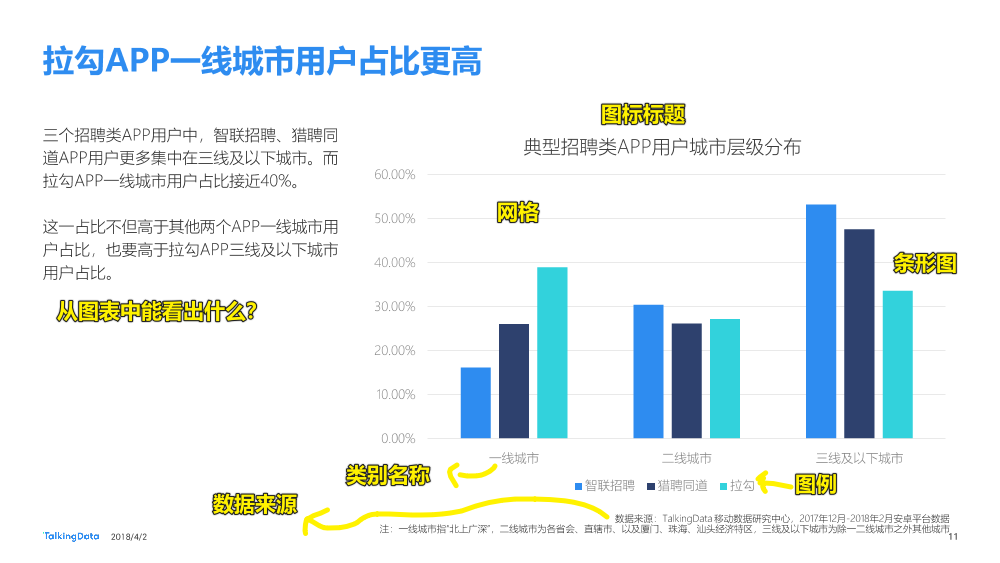 拉勾APP一线城市用户占比更高
三个招聘类APP用户中，智联招聘、猎聘同
道APP用户更多集中在三线及以下城市。而
拉勾APP一线城市用户占比接近40%。
这一占比不但高于其他两个APP一线城市用
户占比，也要高于拉勾APP三线及以下城市
用户占比。
从图表中能看出什么？
图标标题
典型招聘类APP用户城市层级分布
60.00%
50.00%
40.00%
30.00%
20.00%
10.00%
0.00%
网格
条形图
一线城市
二线城市
三线及以下城市
类别名称
智联招聘
猎聘同道
拉勾
图例
数据来源
数据来源：TalkingData 移动数据研究中心，2017年12月-2018年2月安卓平台数据
注：一线城市指“北上广深”，二线城市为各省会、直辖市、以及厦门、珠海、汕头经济特区，三线及以下城市为除一二线城市之外其他城市
TalkingData
2018/4/2
11